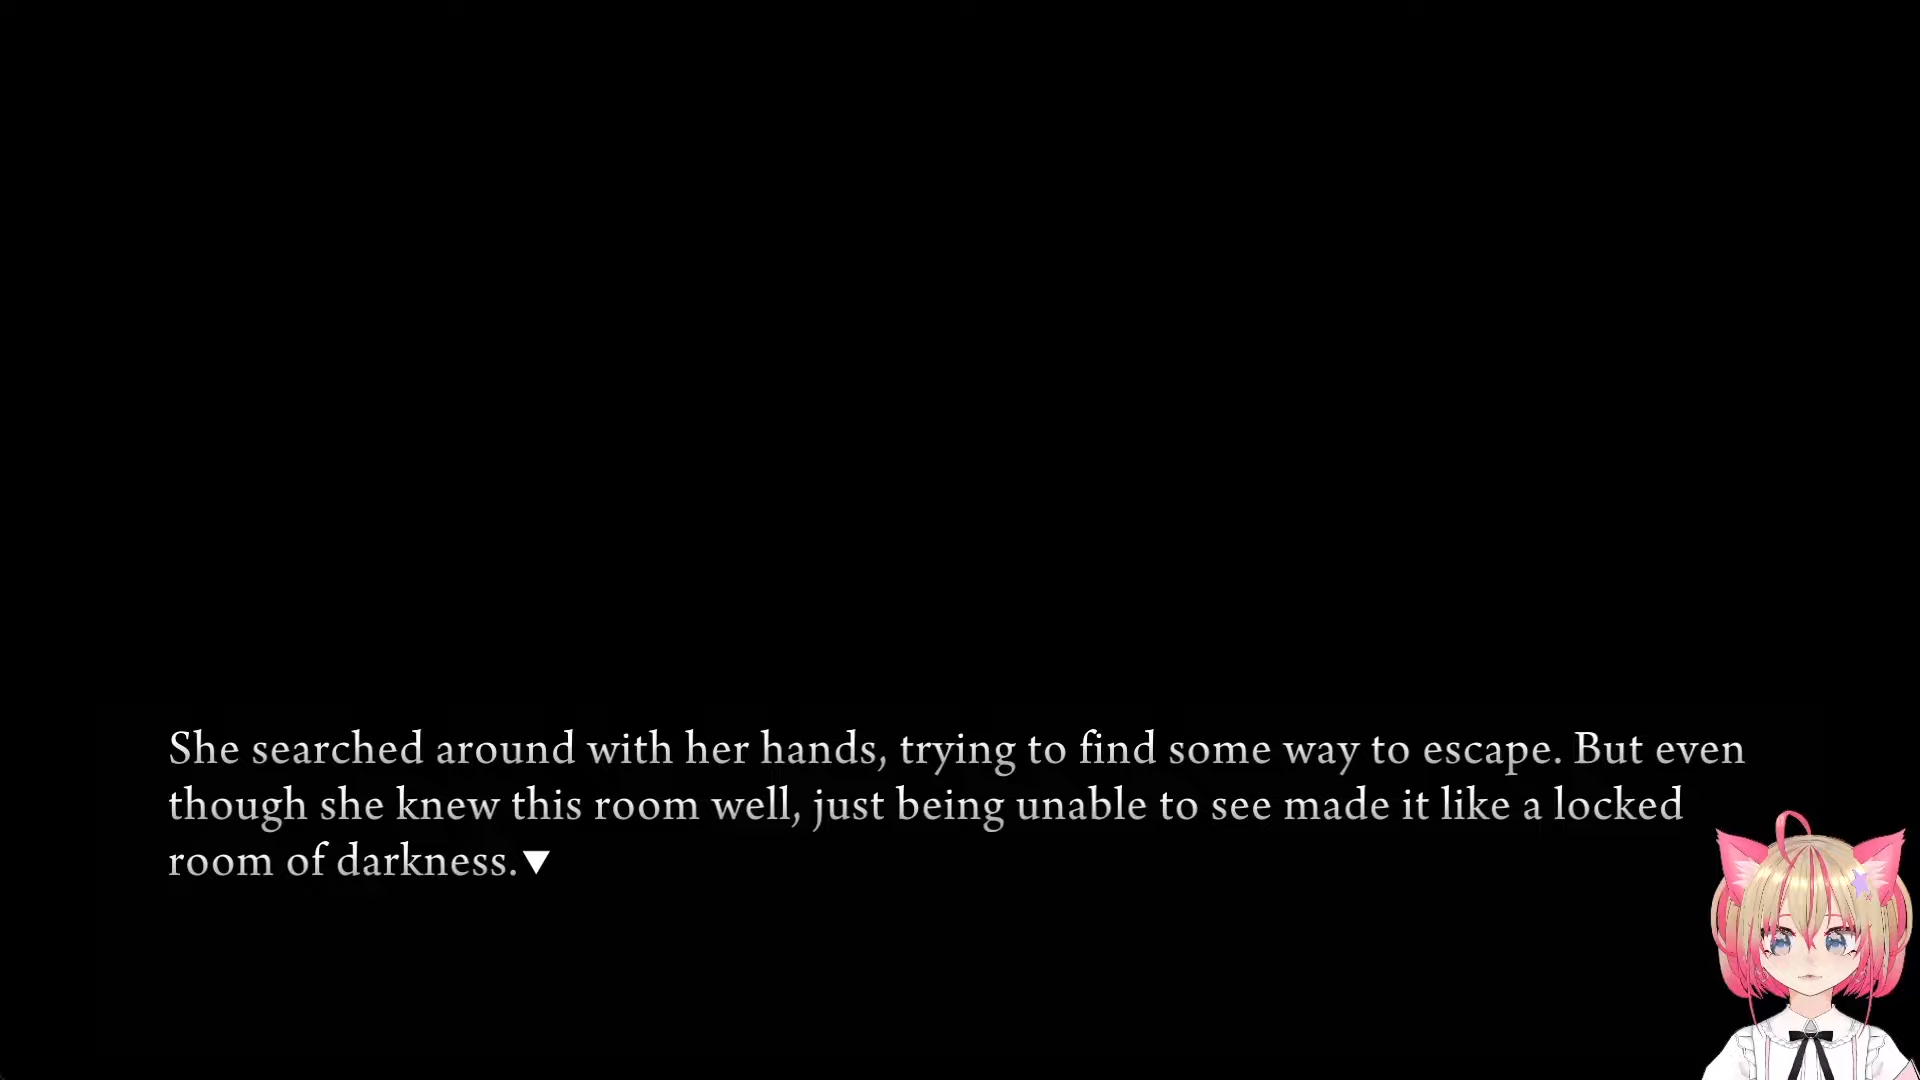 She searched around with her hands, trying to find some way to escape. But even
though she knew this room well, just being unable to see made it like a locked
room of darkness.▼